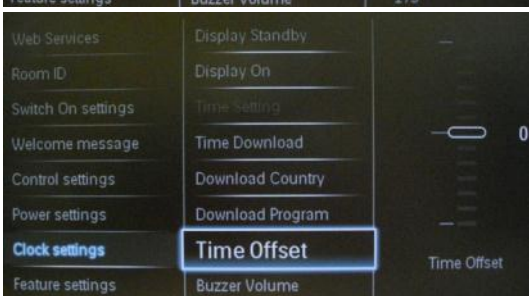 Feature settings Buzzer Volume
Web Services Display Standby
Room ID Display On
Switch On settings Time Setting
Welcome message Time Download
0
Control settings Download Country
Power settings Download Program
Clock settings Time Offset
Time Offset
Feature settings Buzzer Volume